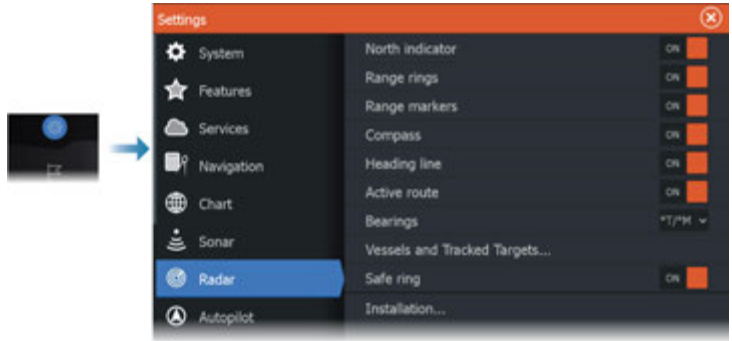 Settings
System
Features
Services
Navigation
Chart
Sonar
Radar
Autopilot
North indicator ON
Range rings ON
Range markers ON
Compass ON
Heading line ON
Active route ON
Bearings °T/°M
Vessels and Tracked Targets...
Safe ring ON
Installation...